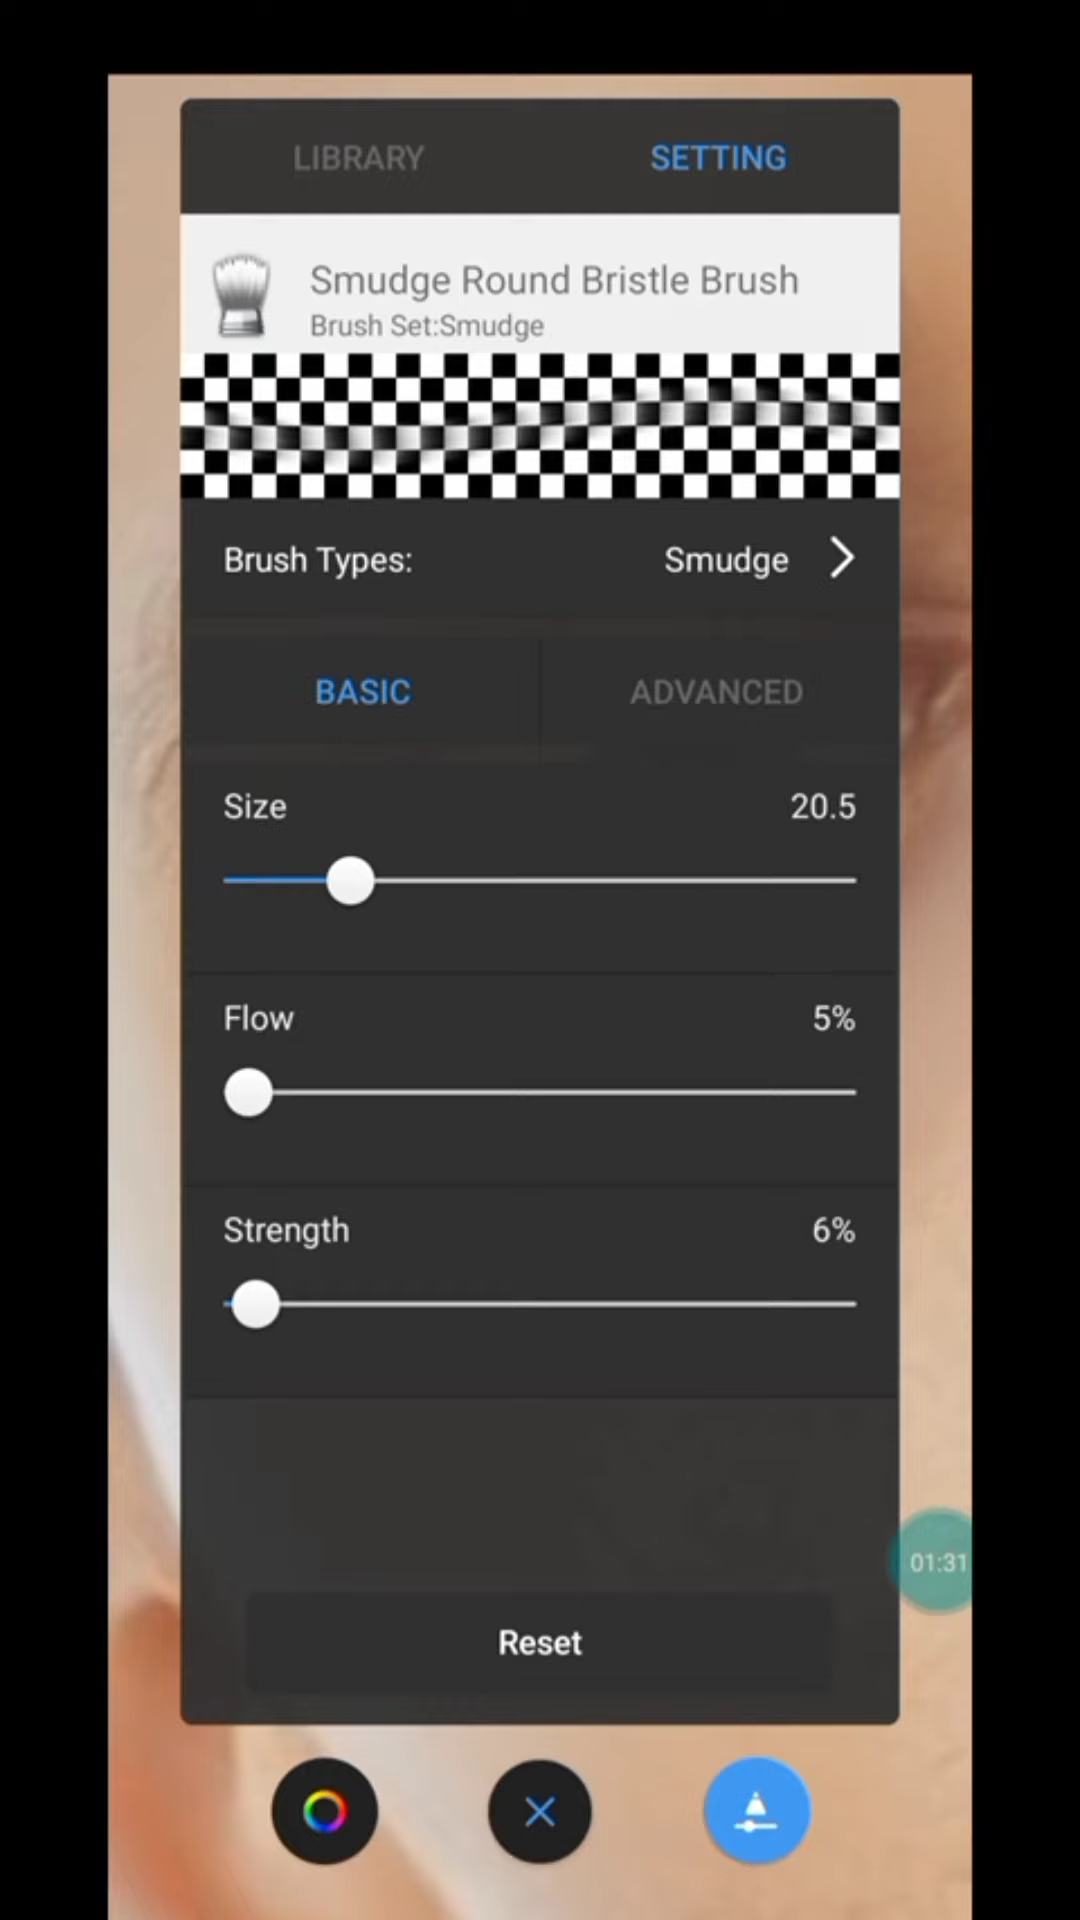 LIBRARY SETTING
Smudge Round Bristle Brush
Brush Set:Smudge
Brush Types: Smudge
BASIC ADVANCED
Size 20.5
Flow 5%
Strength 6%
01:31
Reset